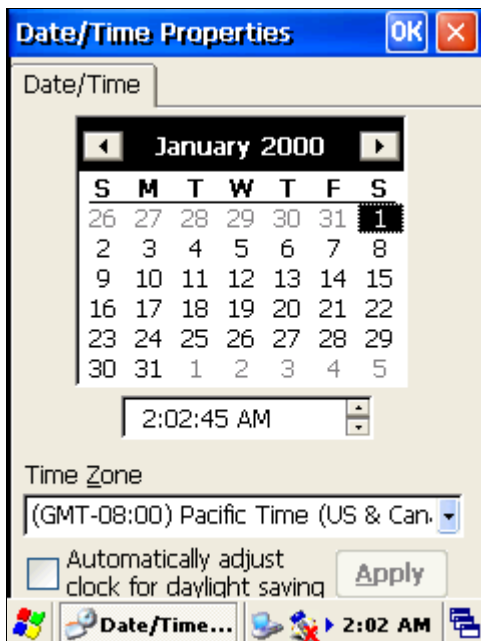 Date/Time Properties OK
Date/Time
January 2000
S M T W T F S
26 27 28 29 30 31 1
2 3 4 5 6 7 8
9 10 11 12 13 14 15
16 17 18 19 20 21 22
23 24 25 26 27 28 29
30 31 1 2 3 4 5
2:02:45 AM
Time Zone
(GMT-08:00) Pacific Time (US & Can.
Automatically adjust
clock for daylight saving
Apply
Date/Time... 2:02 AM